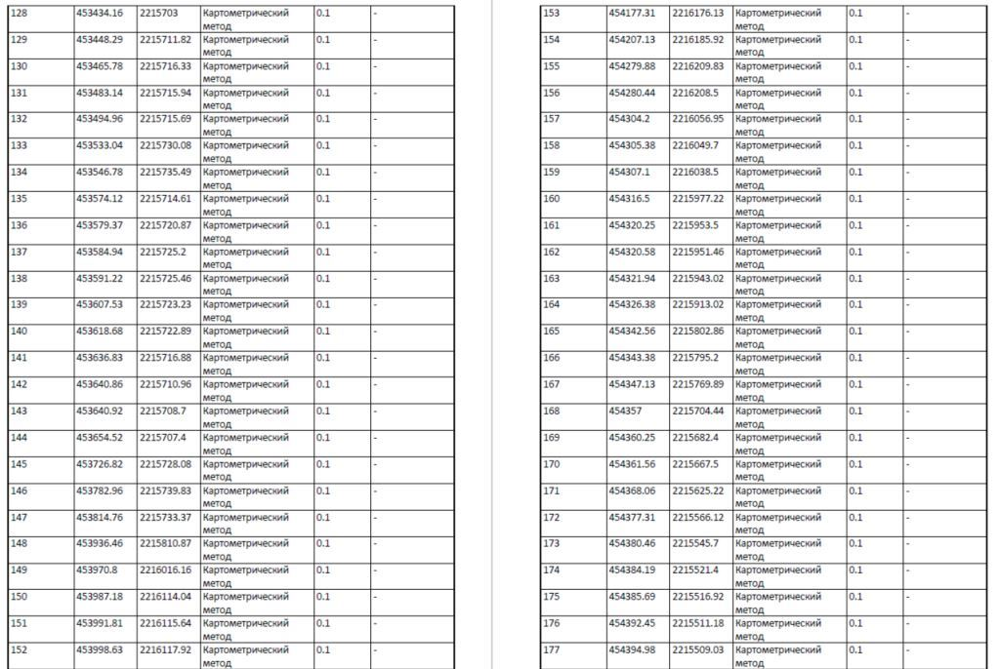 128 453434.16 2215703 Картометрический 0.1 -
метод
129 453448.29 2215711.82 Картометрический 0.1 -
метод
130 453465.78 2215716.33 Картометрический 0.1 -
метод
131 453483.14 2215715.94 Картометрический 0.1 -
метод
132 453494.96 2215715.69 Картометрический 0.1 -
метод
133 453533.04 2215730.08 Картометрический 0.1 -
метод
134 453546.78 2215735.49 Картометрический 0.1 -
метод
135 453574.12 2215714.61 Картометрический 0.1 -
метод
136 453579.37 2215720.87 Картометрический 0.1 -
метод
137 453584.94 2215725.2 Картометрический 0.1 -
метод
138 453591.22 2215725.46 Картометрический 0.1 -
метод
139 453607.53 2215723.23 Картометрический 0.1 -
метод
140 453618.68 2215722.89 Картометрический 0.1 -
метод
141 453636.83 2215716.88 Картометрический 0.1 -
метод
142 453640.86 2215710.96 Картометрический 0.1 -
метод
143 453640.92 2215708.7 Картометрический 0.1 -
метод
144 453654.52 2215707.4 Картометрический 0.1 -
метод
145 453726.82 2215728.08 Картометрический 0.1 -
метод
146 453782.96 2215739.83 Картометрический 0.1 -
метод
147 453814.76 2215733.37 Картометрический 0.1 -
метод
148 453936.46 2215810.87 Картометрический 0.1 -
метод
149 453970.8 2216016.16 Картометрический 0.1 -
метод
150 453987.18 2216114.04 Картометрический 0.1 -
метод
151 453991.81 2216115.64 Картометрический 0.1 -
метод
152 453998.63 2216117.92 Картометрический 0.1 -
метод
153 454177.31 2216176.13 Картометрический 0.1 -
метод
154 454207.13 2216185.92 Картометрический 0.1 -
метод
155 454279.88 2216209.83 Картометрический 0.1 -
метод
156 454280.44 2216208.5 Картометрический 0.1 -
метод
157 454304.2 2216056.95 Картометрический 0.1 -
метод
158 454305.38 2216049.7 Картометрический 0.1 -
метод
159 454307.1 2216038.5 Картометрический 0.1 -
метод
160 454316.5 2215977.22 Картометрический 0.1 -
метод
161 454320.25 2215953.5 Картометрический 0.1 -
метод
162 454320.58 2215951.46 Картометрический 0.1 -
метод
163 454321.94 2215943.02 Картометрический 0.1 -
метод
164 454326.38 2215913.02 Картометрический 0.1 -
метод
165 454342.56 2215802.86 Картометрический 0.1 -
метод
166 454343.38 2215795.2 Картометрический 0.1 -
метод
167 454347.13 2215769.89 Картометрический 0.1 -
метод
168 454357 2215704.44 Картометрический 0.1 -
метод
169 454360.25 2215682.4 Картометрический 0.1 -
метод
170 454361.56 2215667.5 Картометрический 0.1 -
метод
171 454368.06 2215625.22 Картометрический 0.1 -
метод
172 454377.31 2215566.12 Картометрический 0.1 -
метод
173 454380.46 2215545.7 Картометрический 0.1 -
метод
174 454384.19 2215521.4 Картометрический 0.1 -
метод
175 454385.69 2215516.92 Картометрический 0.1 -
метод
176 454392.45 2215511.18 Картометрический 0.1 -
метод
177 454394.98 2215509.03 Картометрический 0.1 -
метод